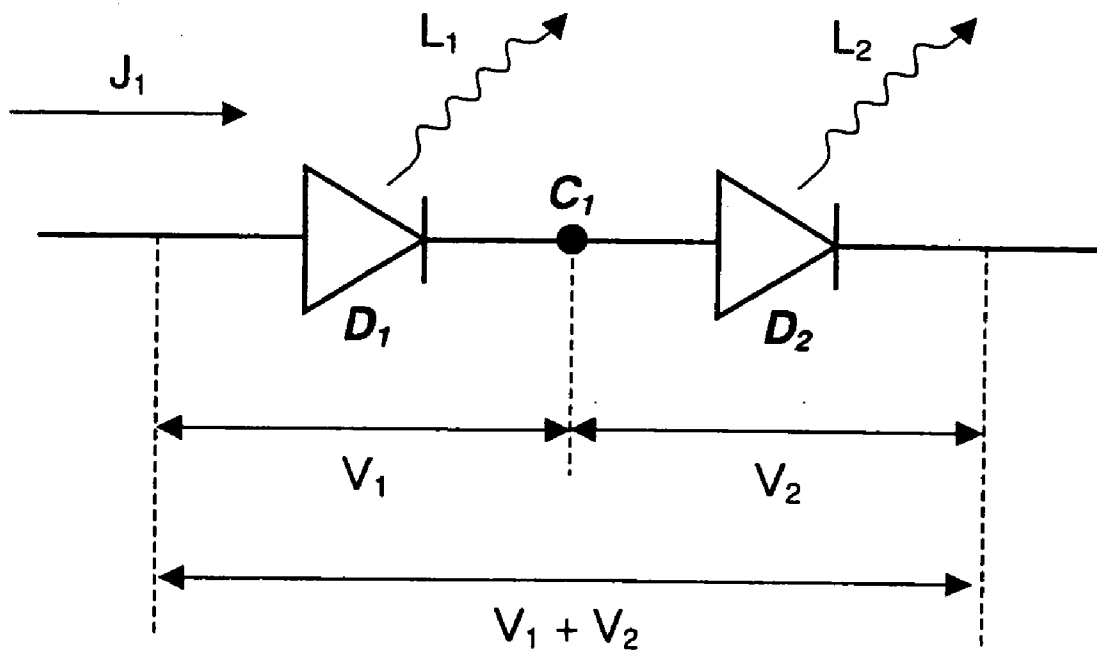 L₁
L₂
J₁
C₁
D₁
D₂
V₁
V₂
V₁ + V₂